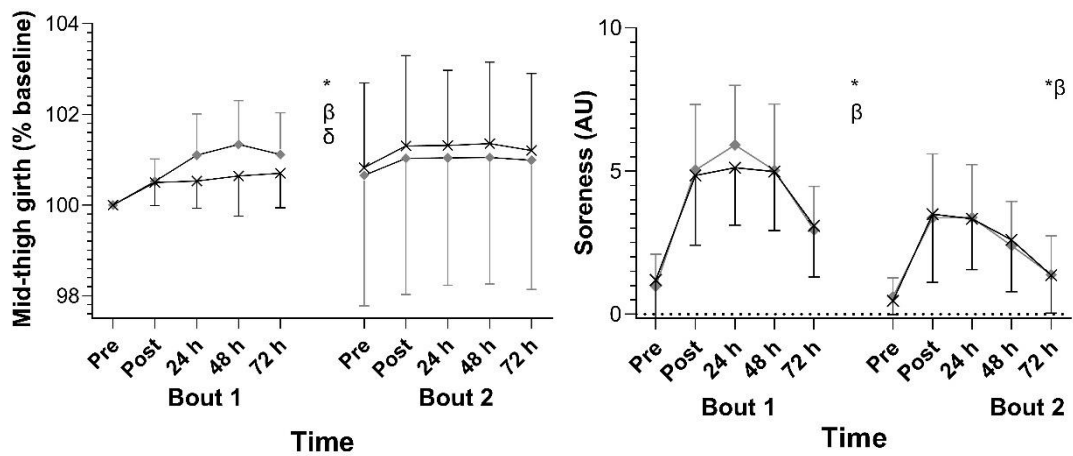 Mid-thigh girth (% baseline)
104
102
100
98
*
β
δ
Pre
Post
24 h
48 h
72 h
Pre
Post
24 h
48 h
72 h
Bout 1
Bout 2
Time
Soreness (AU)
10
5
0
*
β
*β
Pre
Post
24 h
48 h
72 h
Pre
Post
24 h
48 h
72 h
Bout 1
Bout 2
Time